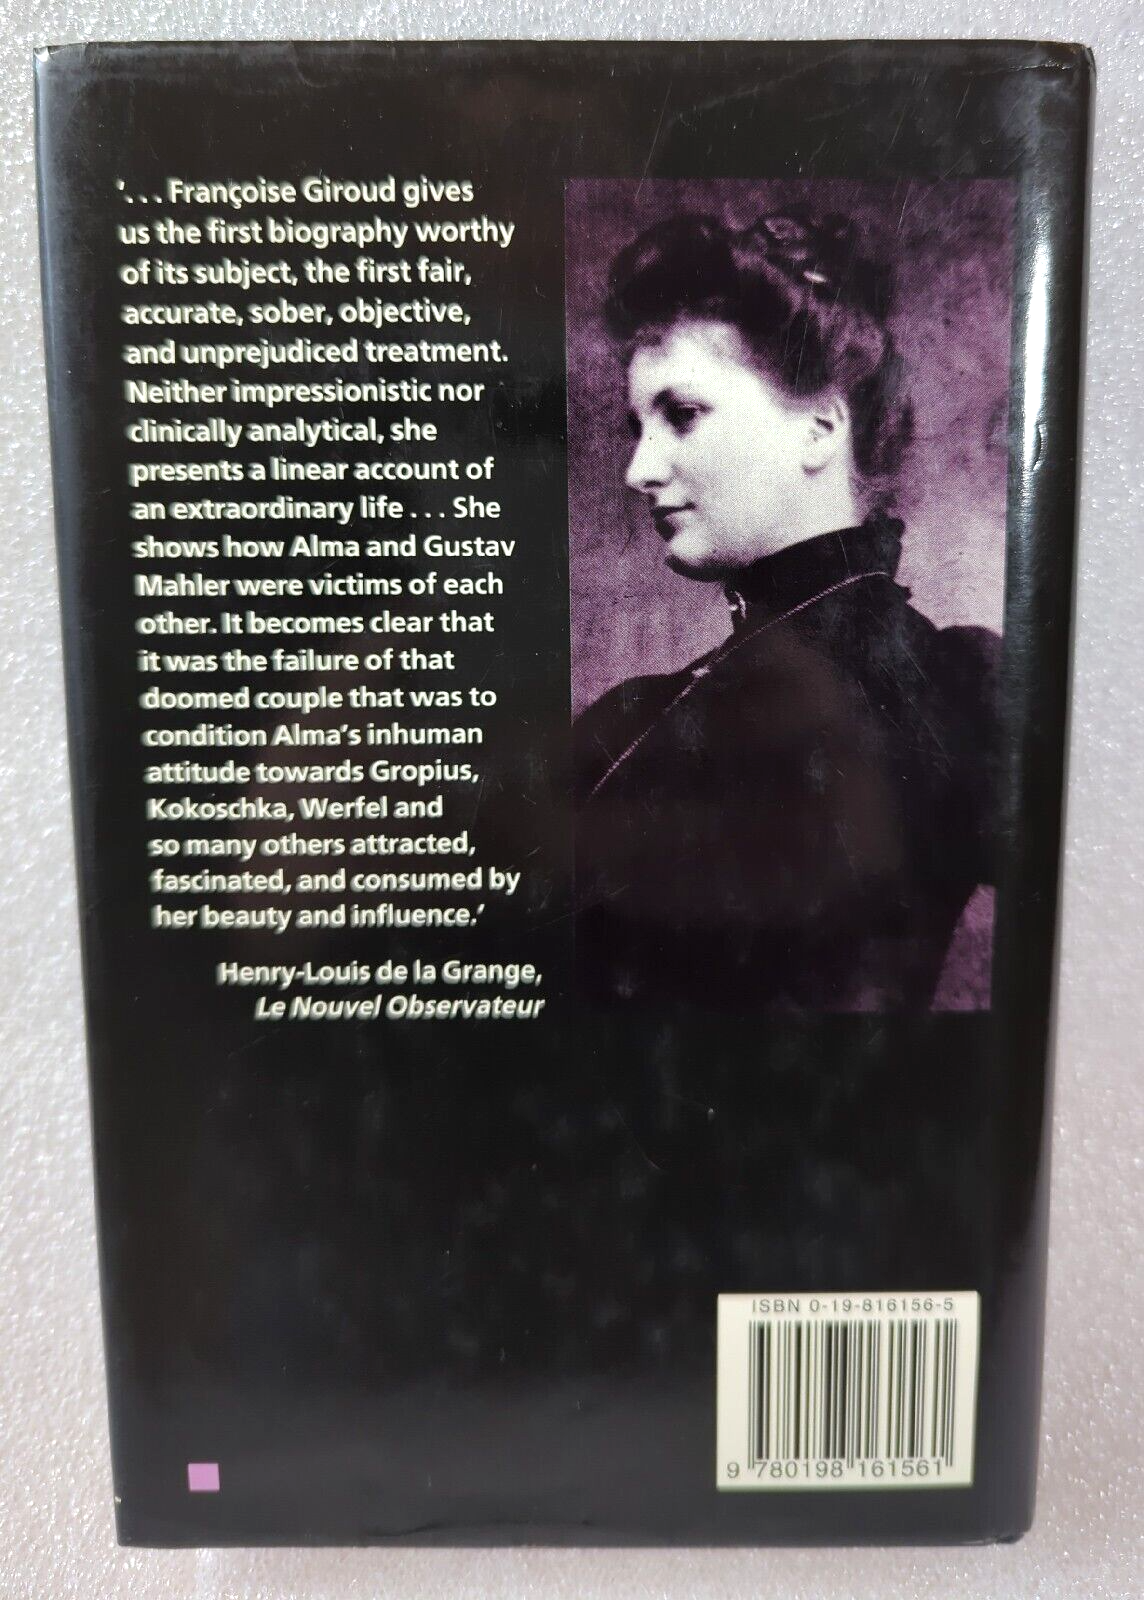 ‘. . . Françoise Giroud gives
us the first biography worthy
of its subject, the first fair,
accurate, sober, objective,
and unprejudiced treatment.
Neither impressionistic nor
clinically analytical, she
presents a linear account of
an extraordinary life . . . She
shows how Alma and Gustav
Mahler were victims of each
other. It becomes clear that
it was the failure of that
doomed couple that was to
condition Alma’s inhuman
attitude towards Gropius,
Kokoschka, Werfel and
so many others attracted,
fascinated, and consumed by
her beauty and influence.’
Henry-Louis de la Grange,
Le Nouvel Observateur
ISBN 0-19-816156-5
9 780198 161561